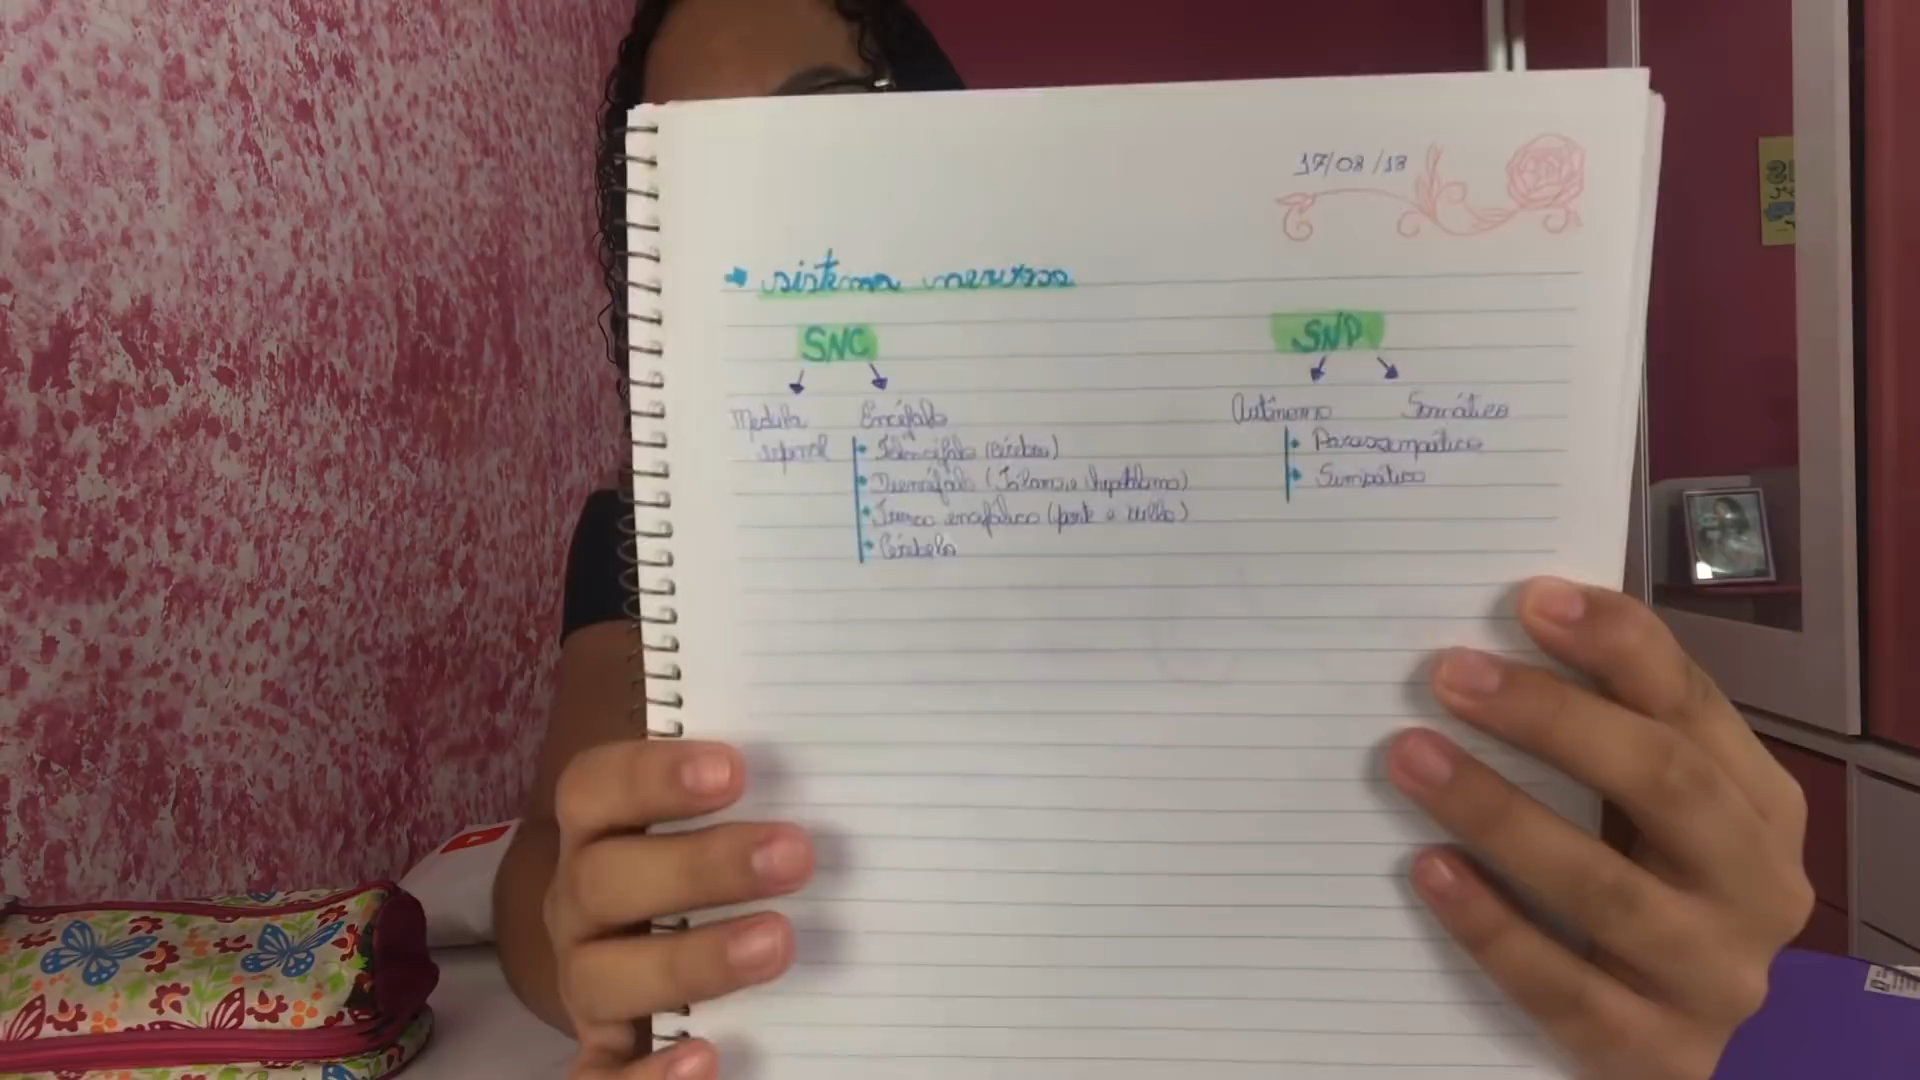 17/08/18
→ sistema nervoso
SNC
SNP
Medula
espinal
Encéfalo
• Telencéfalo (cérebro)
• Diencéfalo (Tálamo e hipotálamo)
• Tronco encefálico (ponte e bulbo)
• Cerebelo
Autônomo
Somático
• Parassimpático
• Simpático